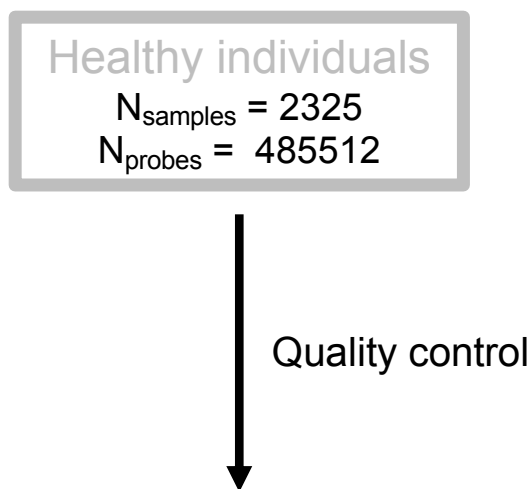 Healthy individuals
Nsamples = 2325
Nprobes = 485512
Quality control